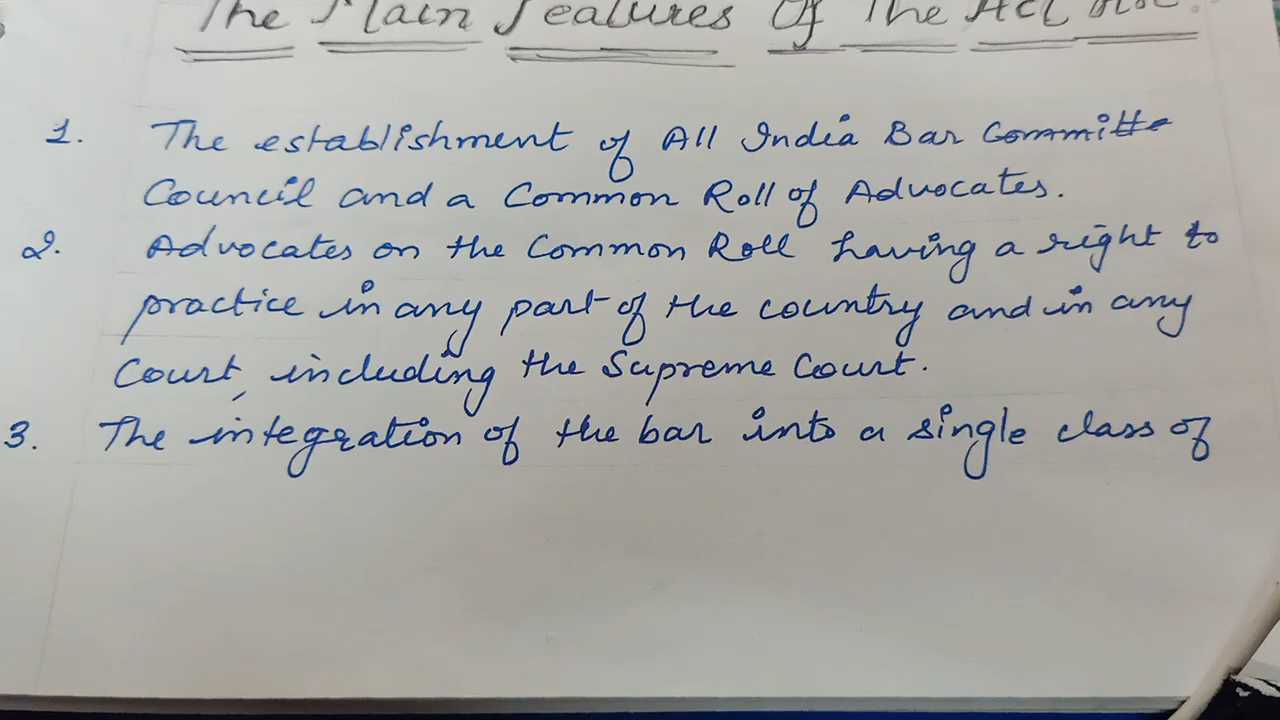 The Main Features Of The Act
1. The establishment of All India Bar Committe
Council and a Common Roll of Advocates.
2. Advocates on the Common Roll having a right to
practice in any part of the country and in any
Court, including the Supreme Court.
3. The integration of the bar into a single class of